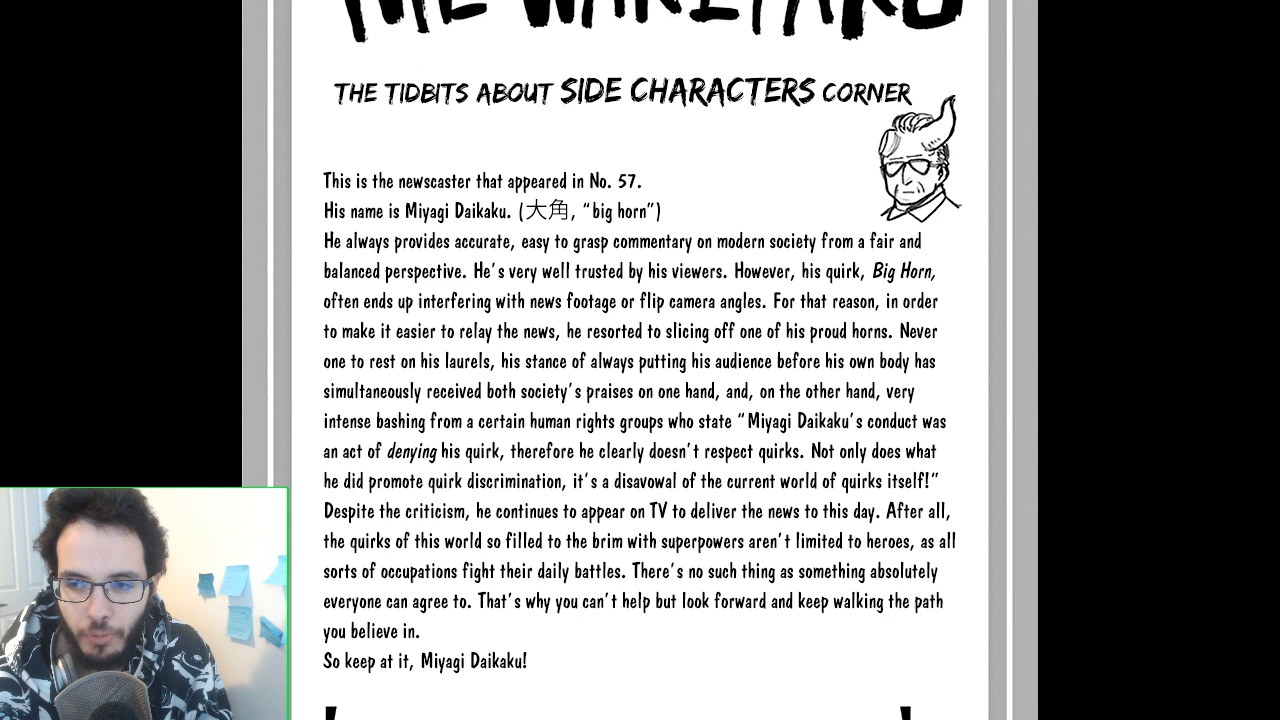 THE TIDBITS ABOUT SIDE CHARACTERS CORNER
This is the newscaster that appeared in No. 57.
His name is Miyagi Daikaku. (大角, “big horn”)
He always provides accurate, easy to grasp commentary on modern society from a fair and
balanced perspective. He’s very well trusted by his viewers. However, his quirk, Big Horn,
often ends up interfering with news footage or flip camera angles. For that reason, in order
to make it easier to relay the news, he resorted to slicing off one of his proud horns. Never
one to rest on his laurels, his stance of always putting his audience before his own body has
simultaneously received both society’s praises on one hand, and, on the other hand, very
intense bashing from a certain human rights groups who state “Miyagi Daikaku’s conduct was
an act of denying his quirk, therefore he clearly doesn’t respect quirks. Not only does what
he did promote quirk discrimination, it’s a disavowal of the current world of quirks itself!”
Despite the criticism, he continues to appear on TV to deliver the news to this day. After all,
the quirks of this world so filled to the brim with superpowers aren’t limited to heroes, as all
sorts of occupations fight their daily battles. There’s no such thing as something absolutely
everyone can agree to. That’s why you can’t help but look forward and keep walking the path
you believe in.
So keep at it, Miyagi Daikaku!